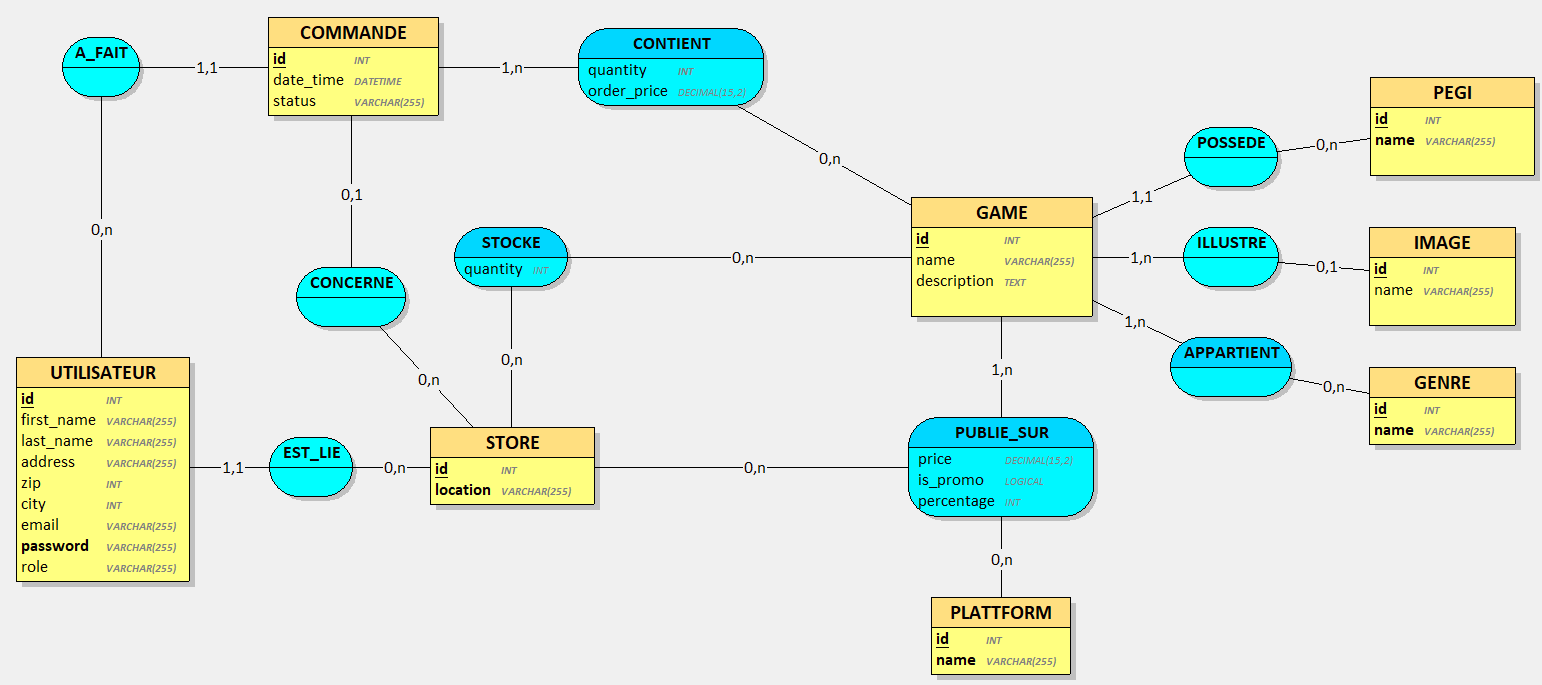 A_FAIT
1,1
COMMANDE
id INT
date_time DATETIME
status VARCHAR(255)
1,n
CONTIENT
quantity INT
order_price DECIMAL(15,2)
0,n
PEGI
id INT
name VARCHAR(255)
0,n
POSSEDE
1,1
0,1
0,n
GAME
id INT
name VARCHAR(255)
description TEXT
STOCKE
quantity INT
0,n
1,n
ILLUSTRE
0,1
IMAGE
id INT
name VARCHAR(255)
CONCERNE
0,n
0,n
1,n
APPARTIENT
0,n
GENRE
id INT
name VARCHAR(255)
UTILISATEUR
id INT
first_name VARCHAR(255)
last_name VARCHAR(255)
address VARCHAR(255)
zip INT
city INT
email VARCHAR(255)
password VARCHAR(255)
role VARCHAR(255)
1,1
EST_LIE
0,n
STORE
id INT
location VARCHAR(255)
0,n
1,n
PUBLIE_SUR
price DECIMAL(15,2)
is_promo LOGICAL
percentage INT
0,n
PLATTFORM
id INT
name VARCHAR(255)